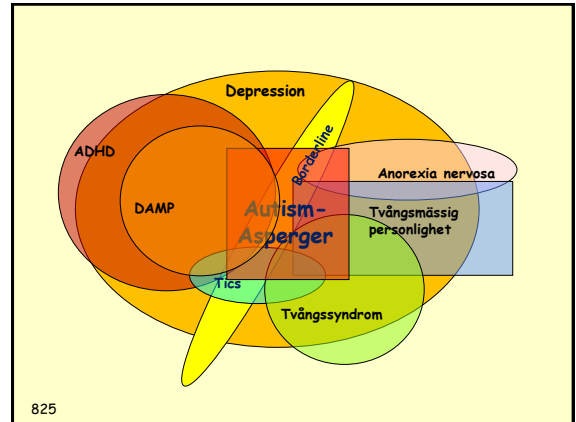 Depression
ADHD
Borderline
Anorexia nervosa
DAMP
Autism-
Asperger
Tvångsmässig
personlighet
Tics
Tvångssyndrom
825